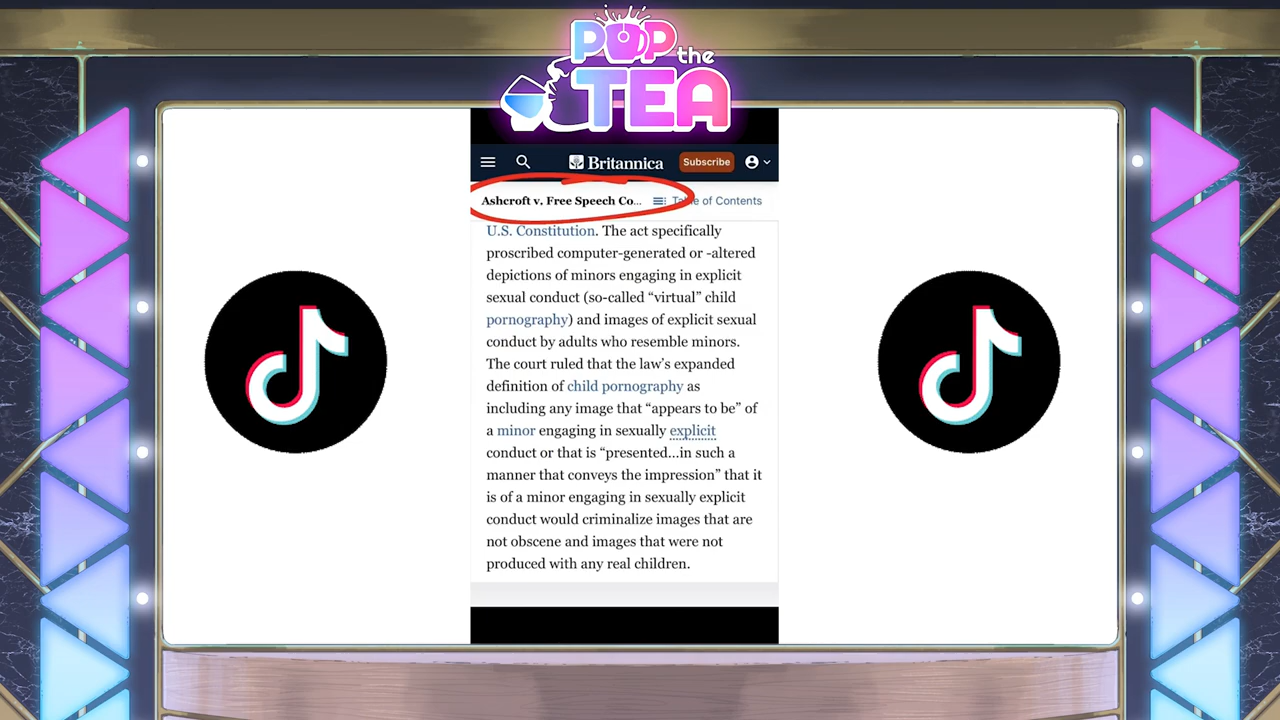 POP
the
TEA
Britannica
Subscribe
Ashcroft v. Free Speech Co...
Table of Contents
U.S. Constitution. The act specifically
proscribed computer-generated or -altered
depictions of minors engaging in explicit
sexual conduct (so-called “virtual” child
pornography) and images of explicit sexual
conduct by adults who resemble minors.
The court ruled that the law’s expanded
definition of child pornography as
including any image that “appears to be” of
a minor engaging in sexually explicit
conduct or that is “presented…in such a
manner that conveys the impression” that it
is of a minor engaging in sexually explicit
conduct would criminalize images that are
not obscene and images that were not
produced with any real children.